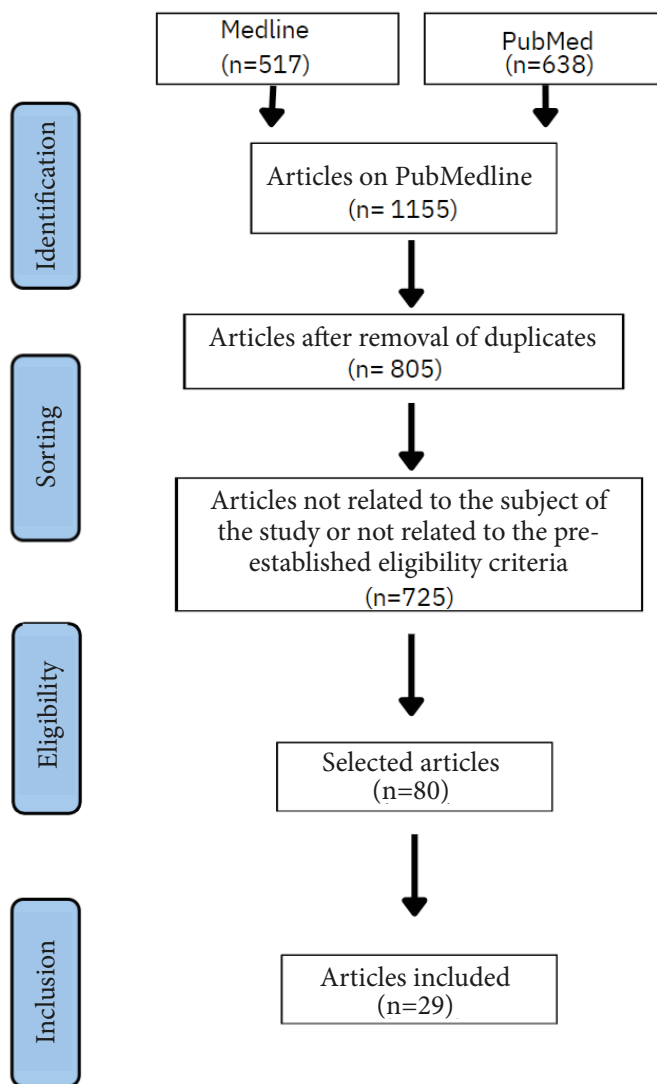 Medline
(n=517)
PubMed
(n=638)
Identification
Articles on PubMedline
(n= 1155)
Articles after removal of duplicates
(n= 805)
Sorting
Articles not related to the subject of
the study or not related to the pre-
established eligibility criteria
(n=725)
Eligibility
Selected articles
(n=80)
Inclusion
Articles included
(n=29)